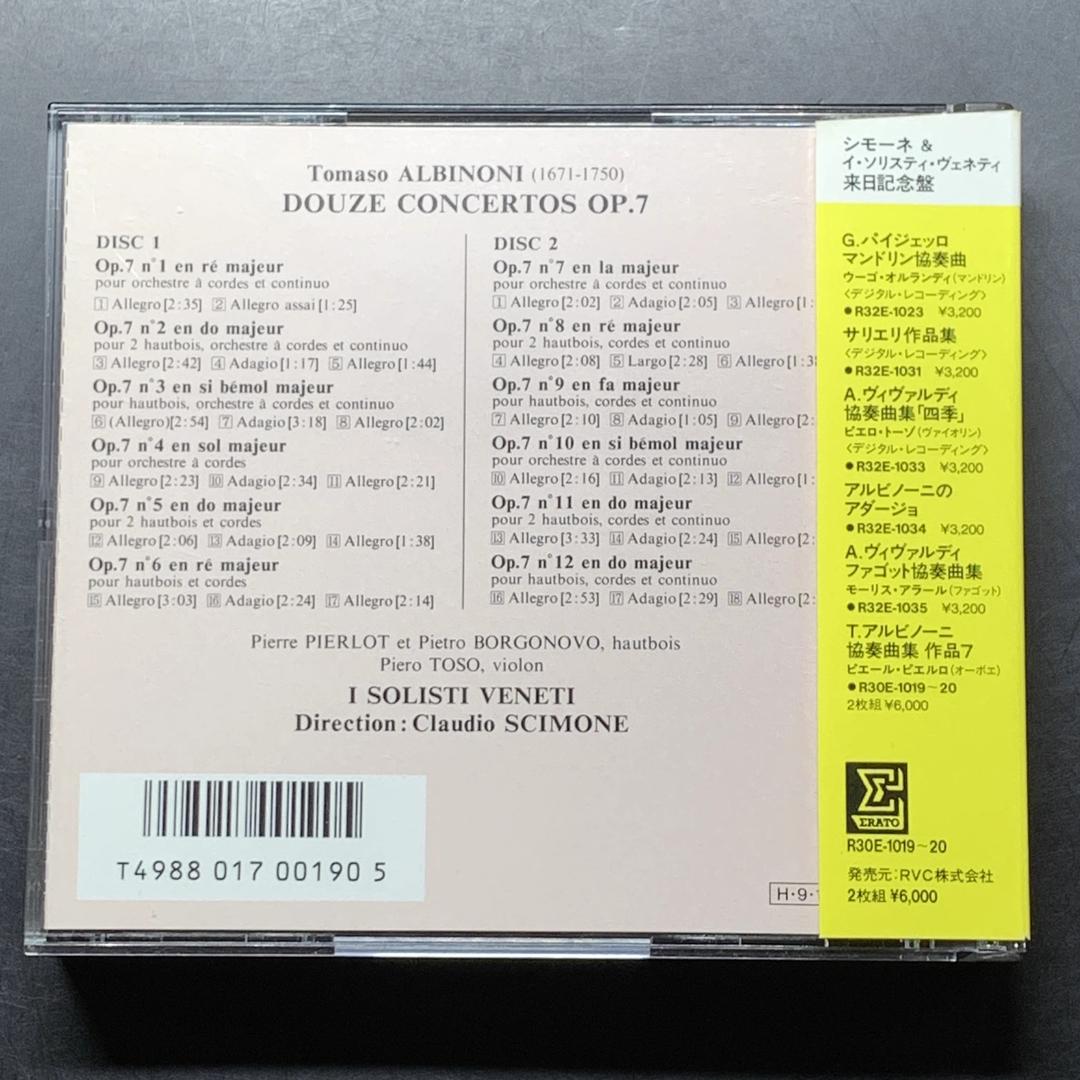 Tomaso ALBINONI (1671-1750)
DOUZE CONCERTOS OP.7
DISC 1
Op.7 n°1 en ré majeur
pour orchestre à cordes et continuo
1 Allegro[2:35] 2 Allegro assai[1:25]
Op.7 n°2 en do majeur
pour 2 hautbois, orchestre à cordes et continuo
3 Allegro[2:42] 4 Adagio[1:17] 5 Allegro[1:44]
Op.7 n°3 en si bémol majeur
pour hautbois, orchestre à cordes et continuo
6 (Allegro)[2:54] 7 Adagio[3:18] 8 Allegro[2:02]
Op.7 n°4 en sol majeur
pour orchestre à cordes
9 Allegro[2:23] 10 Adagio[2:34] 11 Allegro[2:21]
Op.7 n°5 en do majeur
pour 2 hautbois et cordes
12 Allegro[2:06] 13 Adagio[2:09] 14 Allegro[1:38]
Op.7 n°6 en ré majeur
pour hautbois et cordes
15 Allegro[3:03] 16 Adagio[2:24] 17 Allegro[2:14]
DISC 2
Op.7 n°7 en la majeur
pour orchestre à cordes et continuo
1 Allegro[2:02] 2 Adagio[2:05] 3 Allegro[1:
Op.7 n°8 en ré majeur
pour 2 hautbois, cordes et continuo
4 Allegro[2:08] 5 Largo[2:28] 6 Allegro[1:38
Op.7 n°9 en fa majeur
pour hautbois, cordes et continuo
7 Allegro[2:10] 8 Adagio[1:05] 9 Allegro[2:
Op.7 n°10 en si bémol majeur
pour orchestre à cordes et continuo
10 Allegro[2:16] 11 Adagio[2:13] 12 Allegro[1:
Op.7 n°11 en do majeur
pour 2 hautbois, cordes et continuo
13 Allegro[3:33] 14 Adagio[2:24] 15 Allegro[2:
Op.7 n°12 en do majeur
pour hautbois, cordes et continuo
16 Allegro[2:53] 17 Adagio[2:29] 18 Allegro[2:
Pierre PIERLOT et Pietro BORGONOVO, hautbois
Piero TOSO, violon
I SOLISTI VENETI
Direction: Claudio SCIMONE
T4988 017 00190 5
H·9·1
シモーネ &
イ・ソリスティ・ヴェネティ
来日記念盤
G.パイジェッロ
マンドリン協奏曲
ウーゴ・オルランディ(マンドリン)
〈デジタル・レコーディング〉
●R32E-1023 ¥3,200
サリエリ作品集
〈デジタル・レコーディング〉
●R32E-1031 ¥3,200
A.ヴィヴァルディ
協奏曲集「四季」
ピエロ・トーゾ(ヴァイオリン)
〈デジタル・レコーディング〉
●R32E-1033 ¥3,200
アルビノーニの
アダージョ
●R32E-1034 ¥3,200
A.ヴィヴァルディ
ファゴット協奏曲集
モーリス・アラール(ファゴット)
●R32E-1035 ¥3,200
T.アルビノーニ
協奏曲集 作品7
ピエール・ピエルロ(オーボエ)
●R30E-1019~20
2枚組¥6,000
ERATO
R30E-1019~20
発売元:RVC株式会社
2枚組 ¥6,000